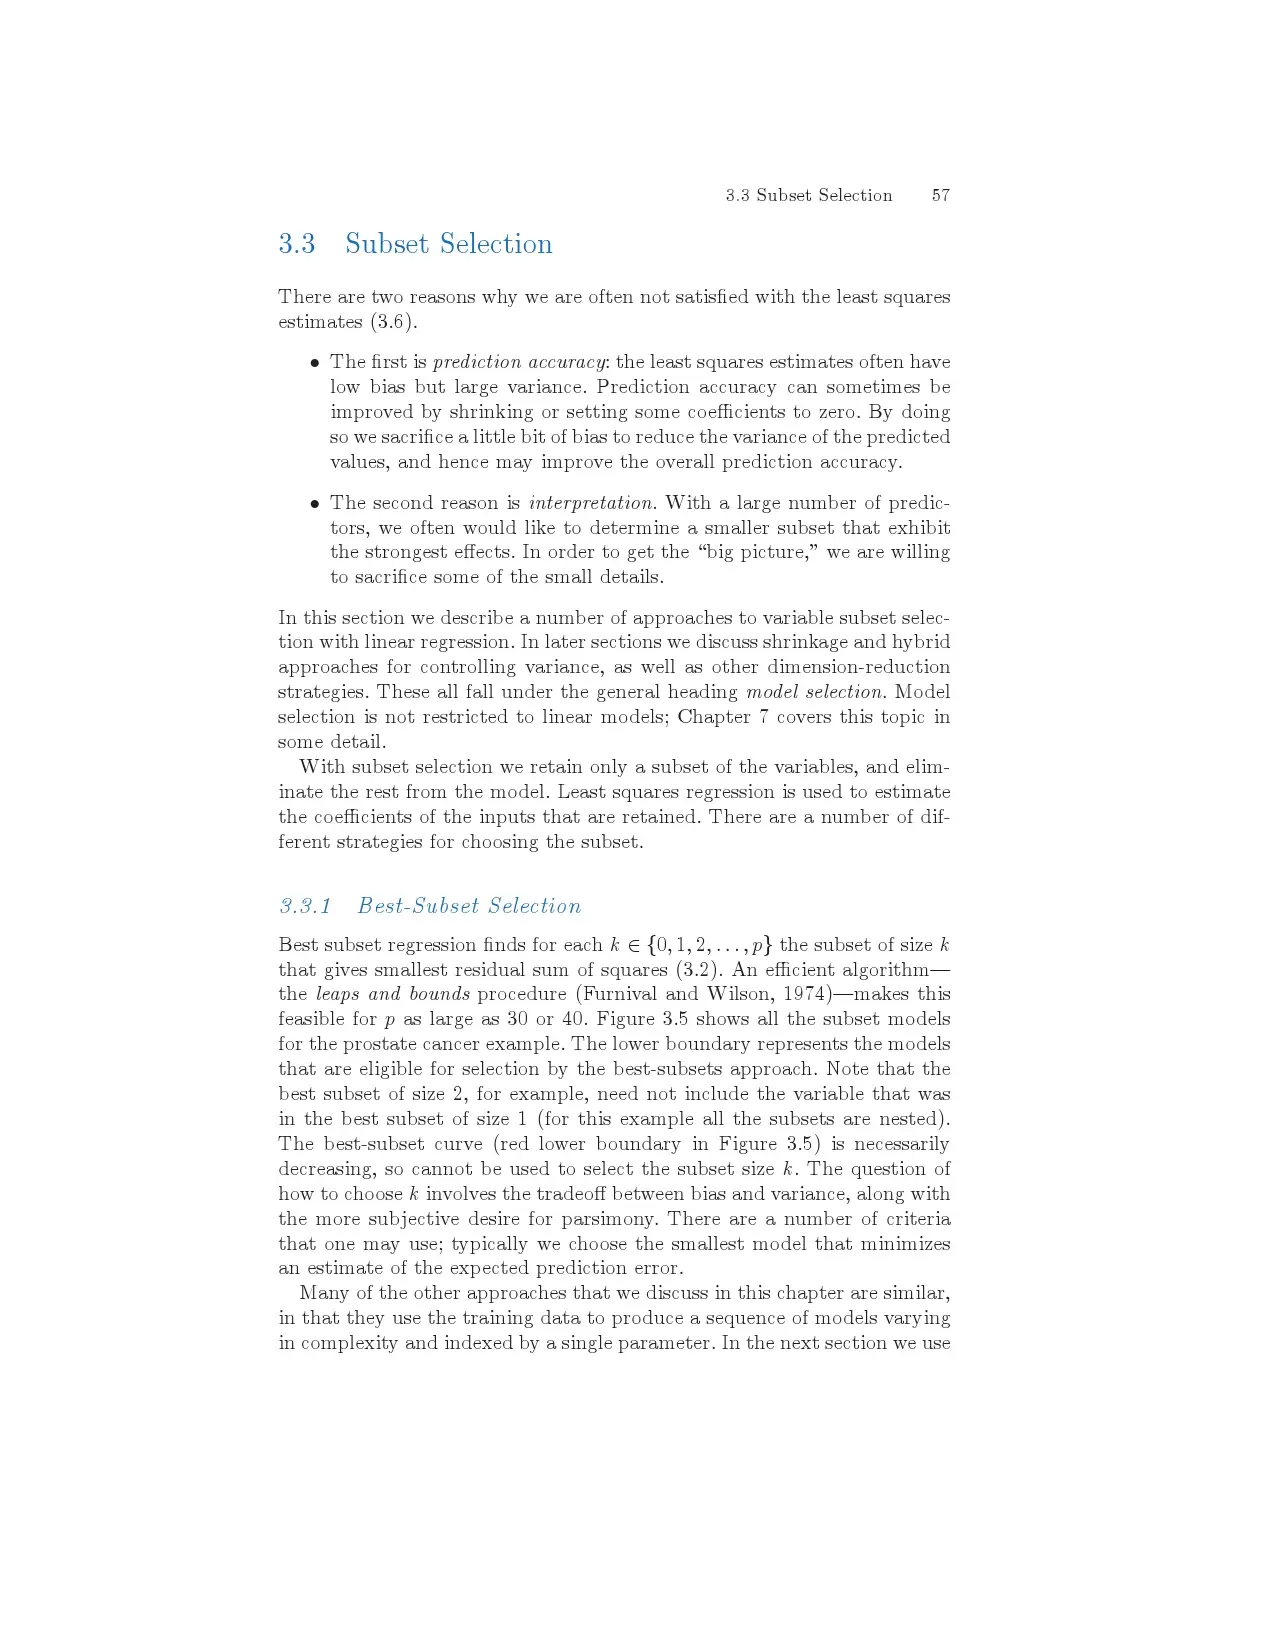 3.3 Subset Selection 57
3.3 Subset Selection
There are two reasons why we are often not satisfied with the least squares
estimates (3.6).
• The first is prediction accuracy: the least squares estimates often have
low bias but large variance. Prediction accuracy can sometimes be
improved by shrinking or setting some coefficients to zero. By doing
so we sacrifice a little bit of bias to reduce the variance of the predicted
values, and hence may improve the overall prediction accuracy.
• The second reason is interpretation. With a large number of predic-
tors, we often would like to determine a smaller subset that exhibit
the strongest effects. In order to get the “big picture,” we are willing
to sacrifice some of the small details.
In this section we describe a number of approaches to variable subset selec-
tion with linear regression. In later sections we discuss shrinkage and hybrid
approaches for controlling variance, as well as other dimension-reduction
strategies. These all fall under the general heading model selection. Model
selection is not restricted to linear models; Chapter 7 covers this topic in
some detail.
With subset selection we retain only a subset of the variables, and elim-
inate the rest from the model. Least squares regression is used to estimate
the coefficients of the inputs that are retained. There are a number of dif-
ferent strategies for choosing the subset.
3.3.1 Best-Subset Selection
Best subset regression finds for each k ∈ {0, 1, 2, . . . , p} the subset of size k
that gives smallest residual sum of squares (3.2). An efficient algorithm—
the leaps and bounds procedure (Furnival and Wilson, 1974)—makes this
feasible for p as large as 30 or 40. Figure 3.5 shows all the subset models
for the prostate cancer example. The lower boundary represents the models
that are eligible for selection by the best-subsets approach. Note that the
best subset of size 2, for example, need not include the variable that was
in the best subset of size 1 (for this example all the subsets are nested).
The best-subset curve (red lower boundary in Figure 3.5) is necessarily
decreasing, so cannot be used to select the subset size k. The question of
how to choose k involves the tradeoff between bias and variance, along with
the more subjective desire for parsimony. There are a number of criteria
that one may use; typically we choose the smallest model that minimizes
an estimate of the expected prediction error.
Many of the other approaches that we discuss in this chapter are similar,
in that they use the training data to produce a sequence of models varying
in complexity and indexed by a single parameter. In the next section we use